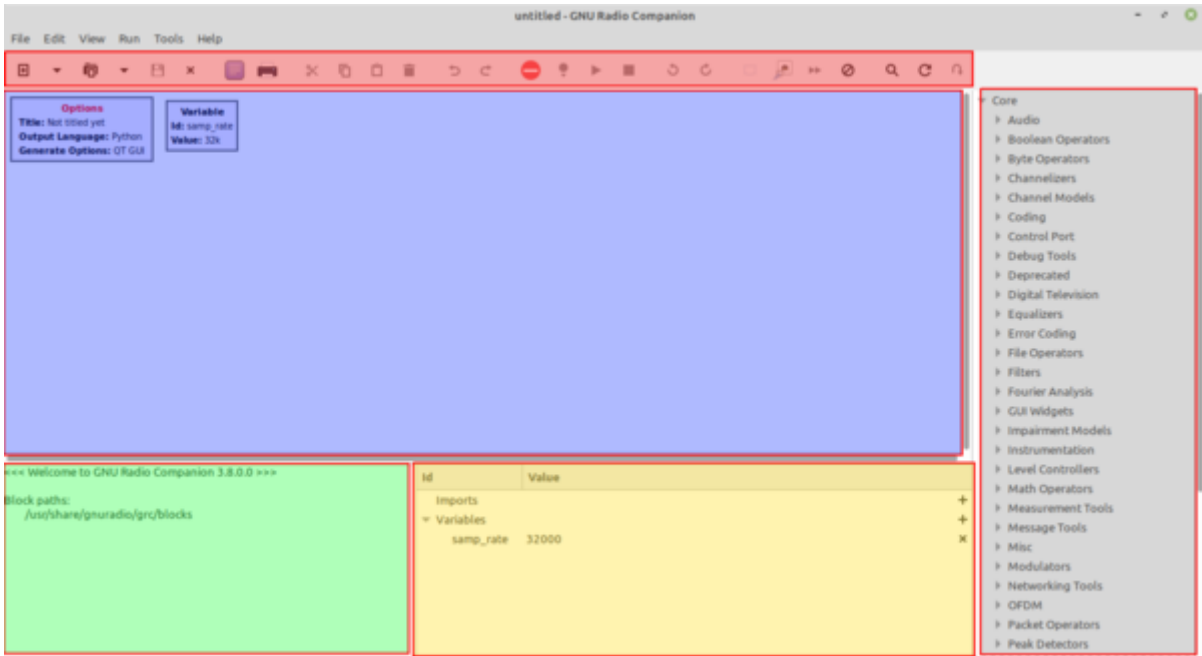 untitled - GNU Radio Companion
File Edit View Run Tools Help
Options
Title: Not titled yet
Output Language: Python
Generate Options: QT GUI
Variable
Id: samp_rate
Value: 32k
<<< Welcome to GNU Radio Companion 3.8.0.0 >>>
Block paths:
/usr/share/gnuradio/grc/blocks
Id Value
Imports
Variables
samp_rate 32000
Core
Audio
Boolean Operators
Byte Operators
Channelizers
Channel Models
Coding
Control Port
Debug Tools
Deprecated
Digital Television
Equalizers
Error Coding
File Operators
Filters
Fourier Analysis
GUI Widgets
Impairment Models
Instrumentation
Level Controllers
Math Operators
Measurement Tools
Message Tools
Misc
Modulators
Networking Tools
OFDM
Packet Operators
Peak Detectors